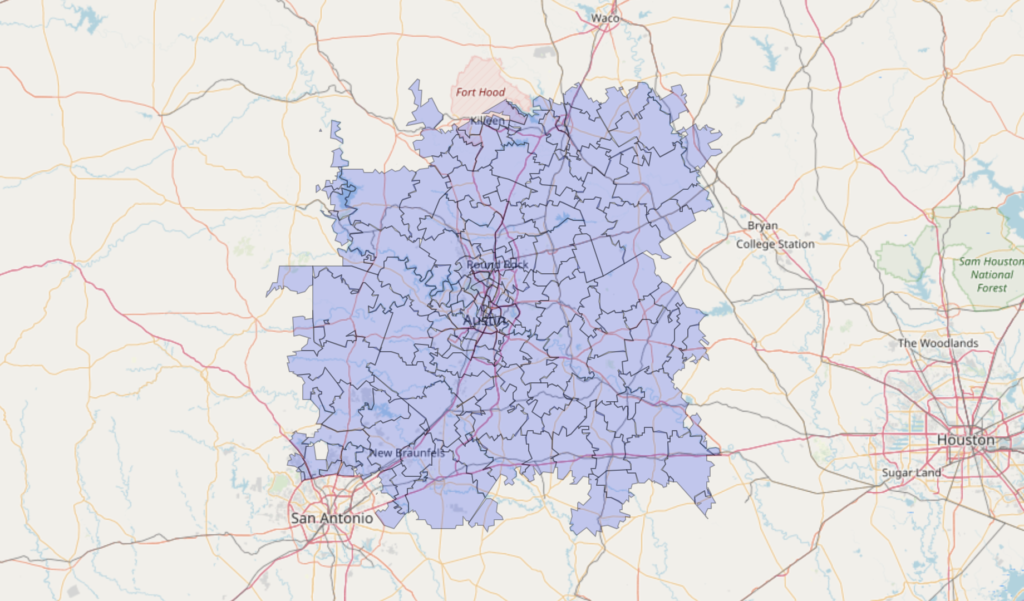 Waco
Fort Hood
Killeen
Bryan
College Station
Round Rock
Sam Houston
National
Forest
Austin
The Woodlands
Houston
New Braunfels
Sugar Land
San Antonio